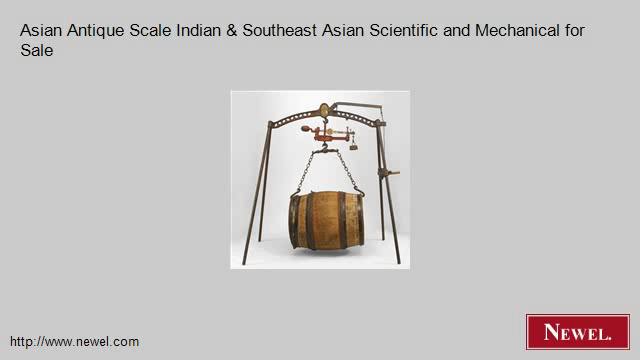 Asian Antique Scale Indian & Southeast Asian Scientific and Mechanical for
Sale
http://www.newel.com
NEWEL.